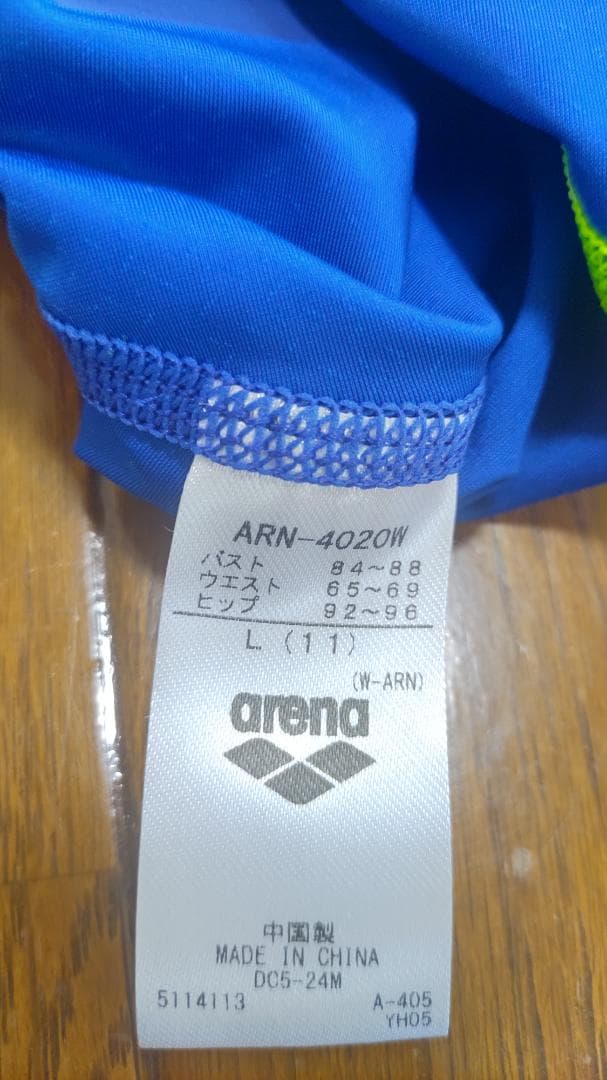 ARN-4020W
バスト 84～88
ウエスト 65～69
ヒップ 92～96
L (11)
(W-ARN)
arena
中国製
MADE IN CHINA
DC5-24M
5114113 A-405
YH05